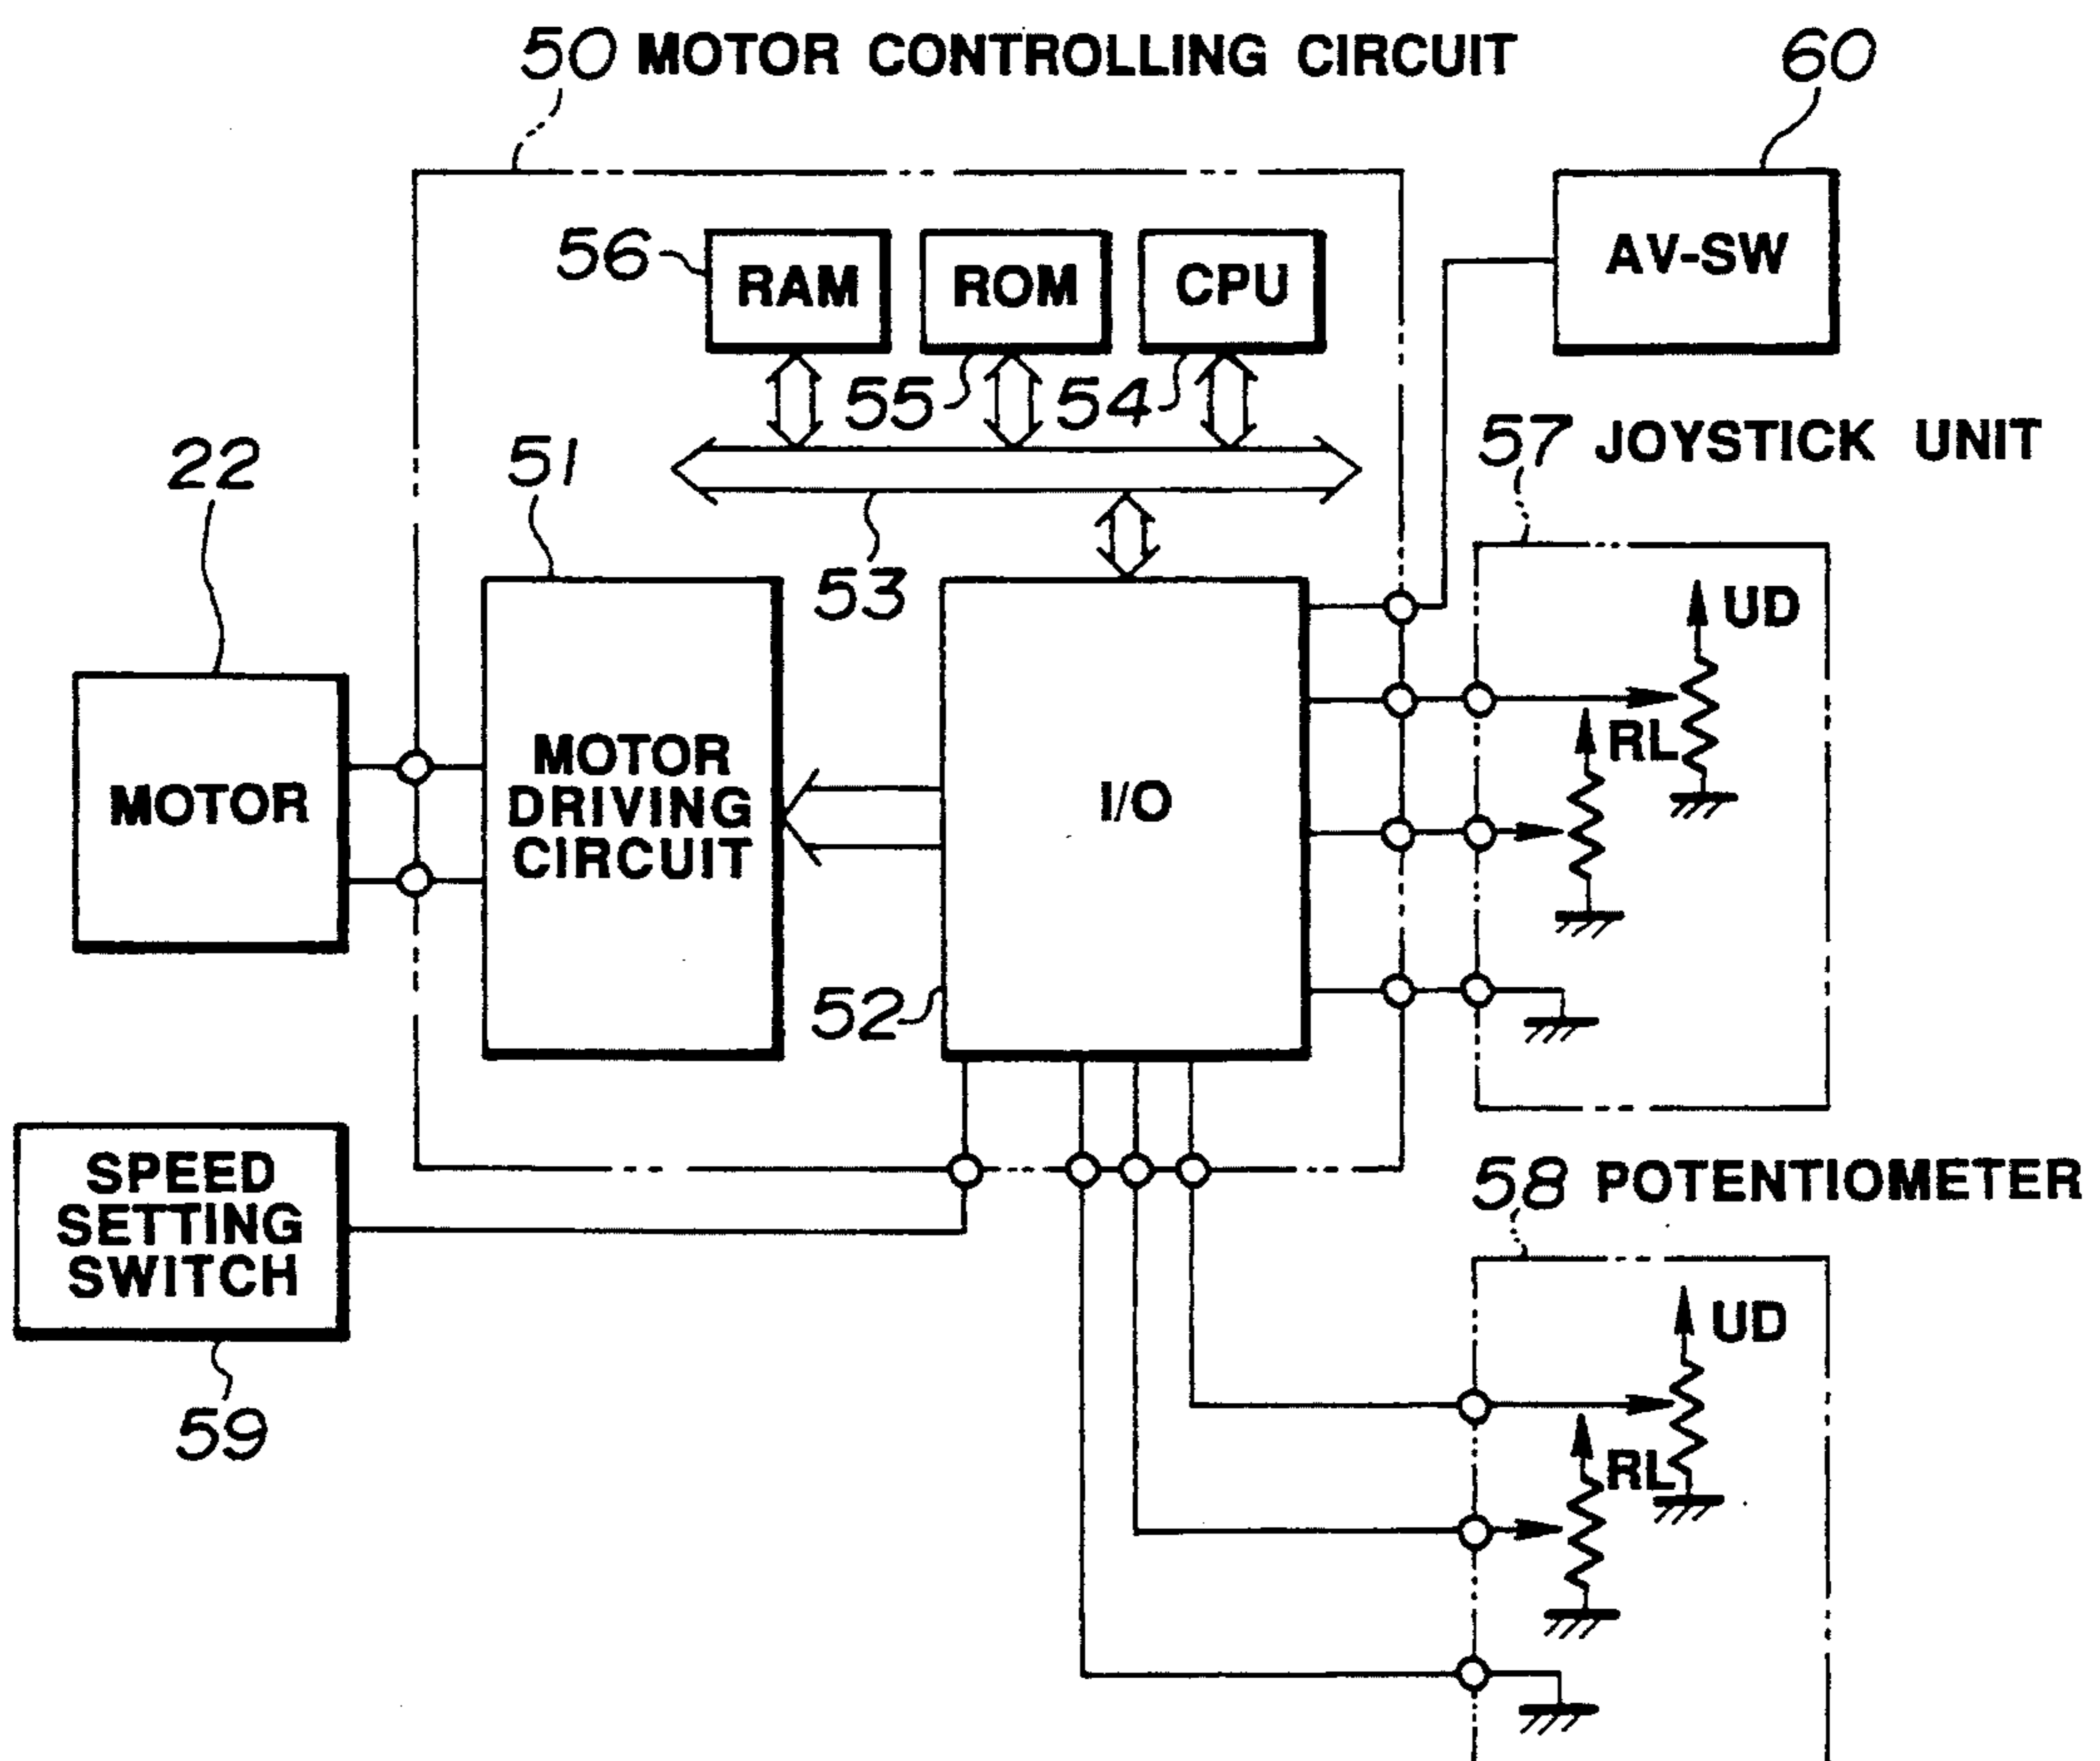 50 MOTOR CONTROLLING CIRCUIT
60
56
RAM
ROM
CPU
AV-SW
55
54
57 JOYSTICK UNIT
22
51
53
UD
RL
MOTOR
MOTOR
DRIVING
CIRCUIT
I/O
52
SPEED
SETTING
SWITCH
58 POTENTIOMETER
59
UD
RL